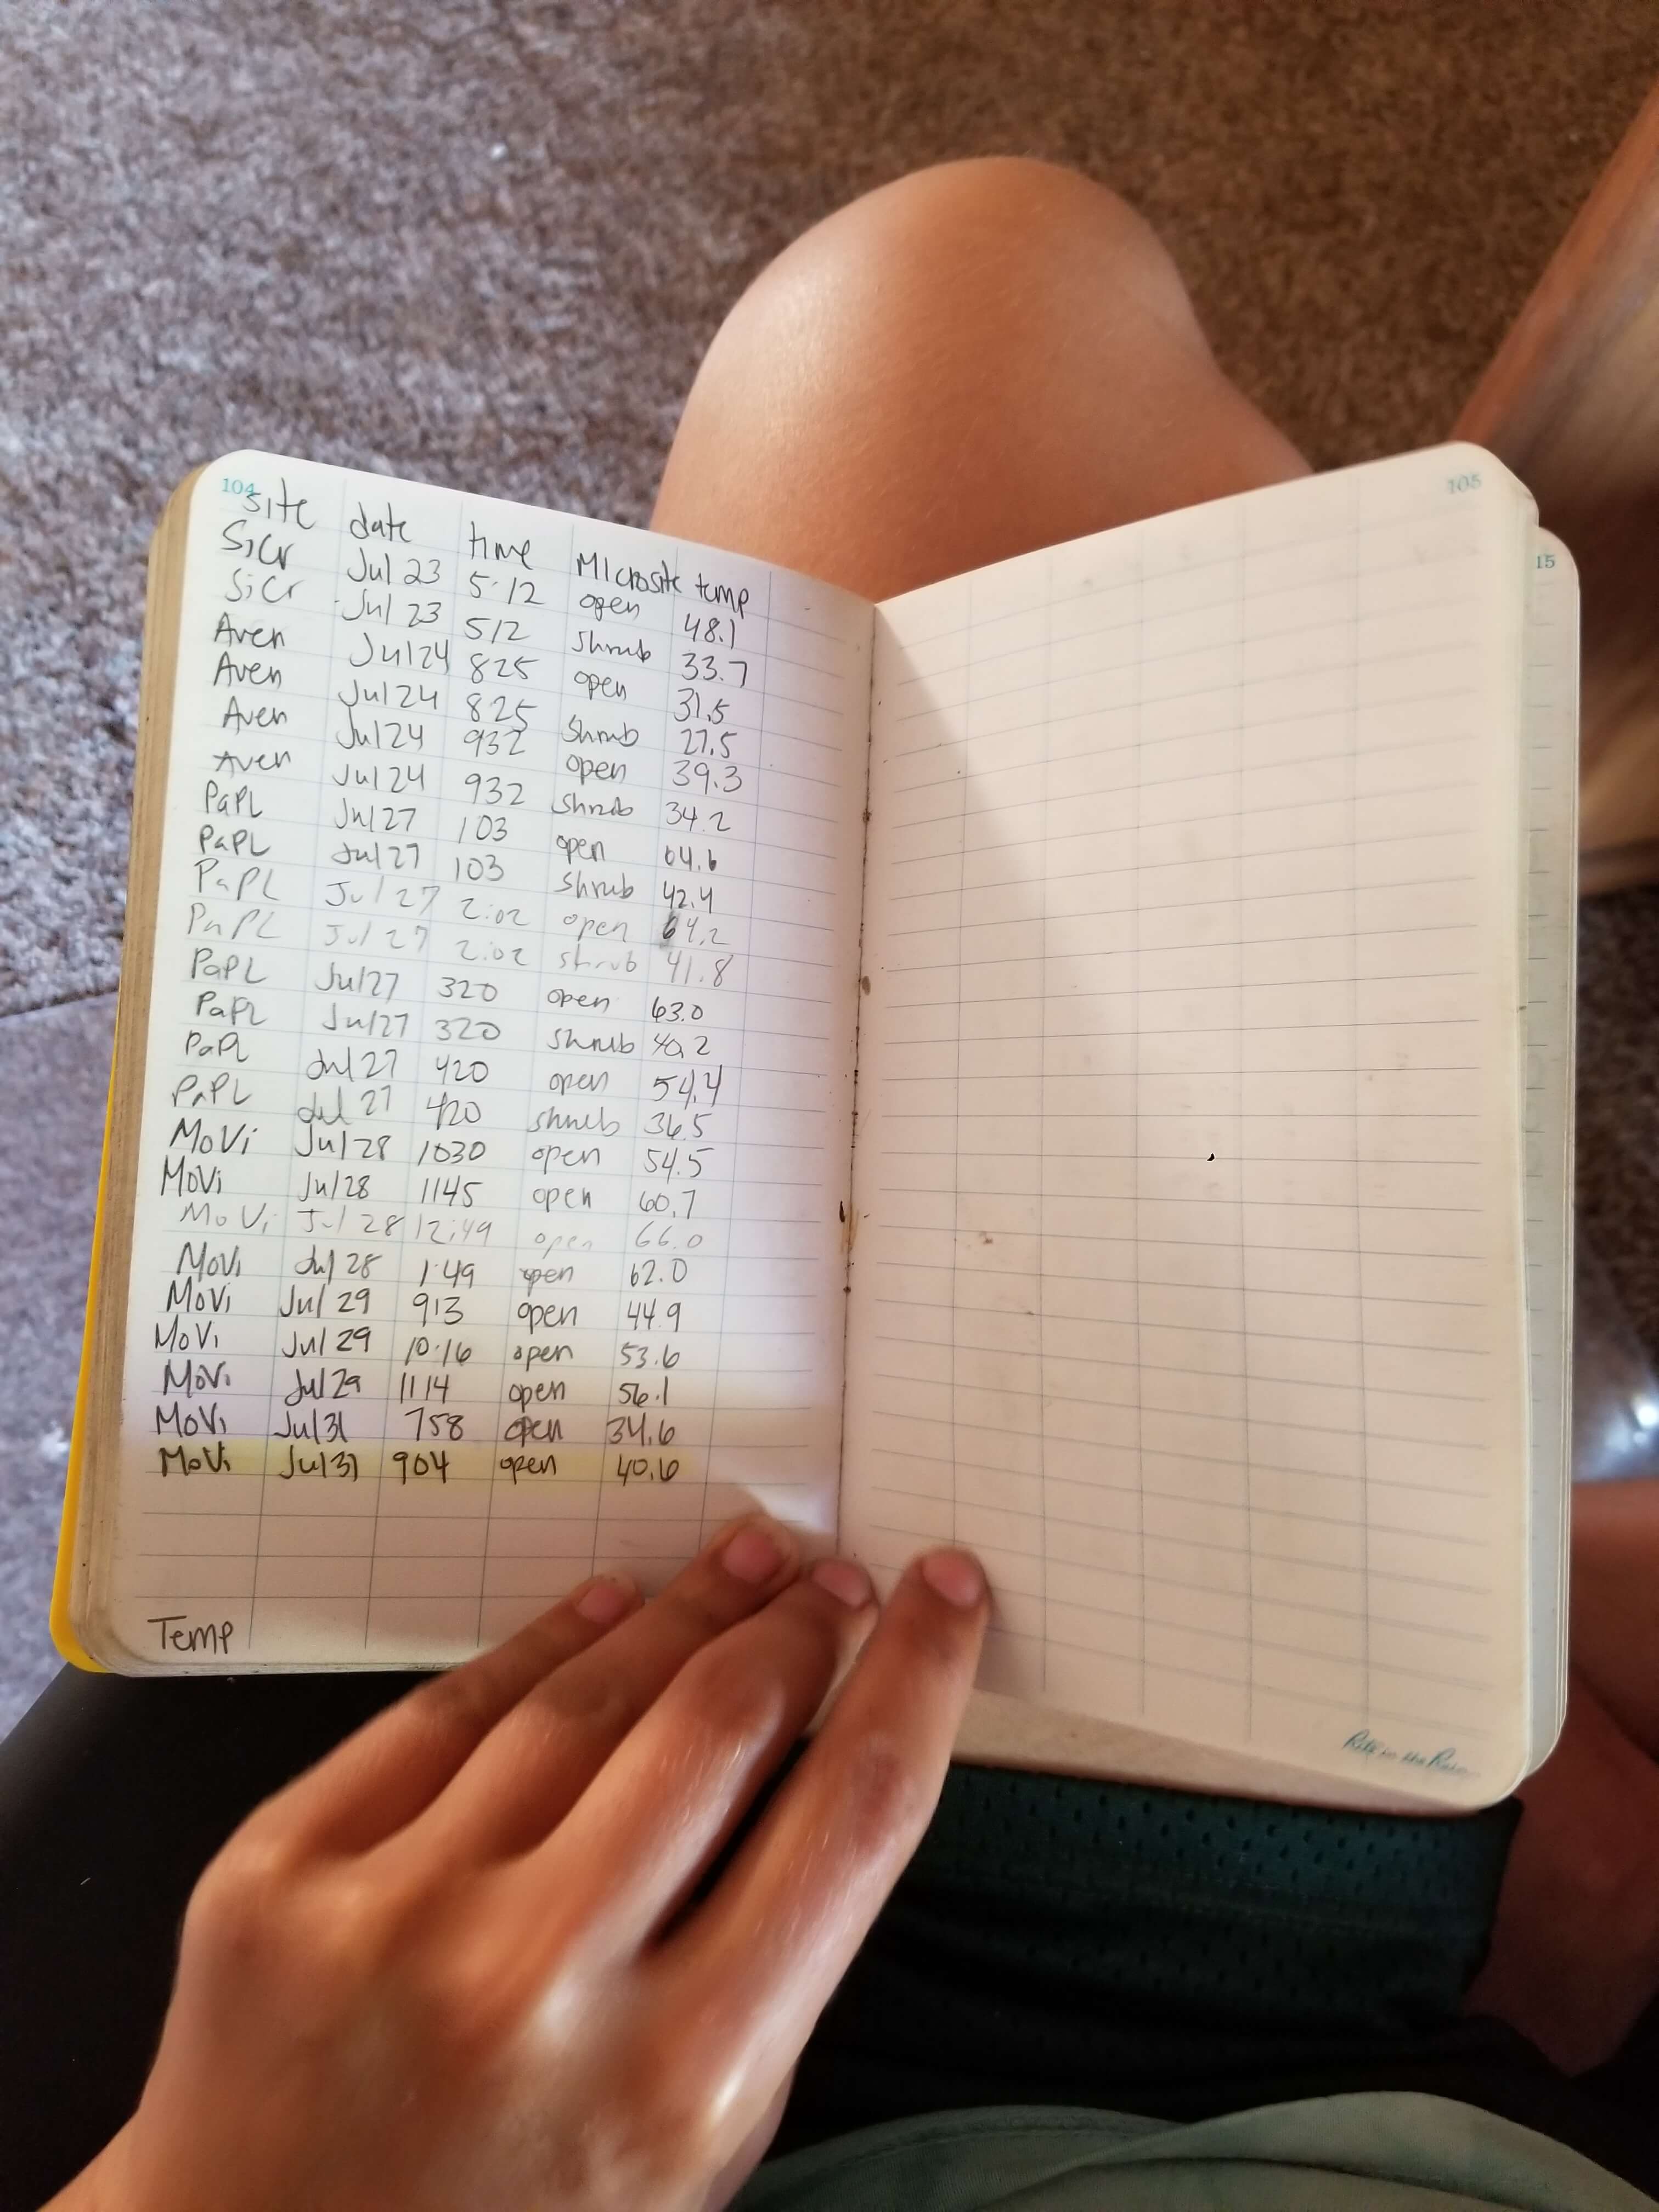 104
Site date time Microsite temp
SiCr Jul 23 5:12 open 48.1
SiCr Jul 23 512 shrub 33.7
Aven Jul 24 825 open 31.5
Aven Jul 24 825 shrub 27.5
Aven Jul 24 932 open 39.3
Aven Jul 24 932 shrub 34.2
PaPL Jul 27 103 open 64.6
PaPL Jul 27 103 shrub 42.4
PaPL Jul 27 2:02 open 64.2
PaPL Jul 27 2:02 shrub 41.8
PaPL Jul 27 320 open 63.0
PaPL Jul 27 320 shrub 40.2
PaPL Jul 27 420 open 54.4
PaPL Jul 27 420 shrub 36.5
MoVi Jul 28 1030 open 54.5
MoVi Jul 28 1145 open 60.7
MoVi Jul 28 12:49 open 66.0
MoVi Jul 28 1:49 open 62.0
MoVi Jul 29 913 open 44.9
MoVi Jul 29 10:16 open 53.6
MoVi Jul 29 1114 open 56.1
MoVi Jul 31 758 open 34.6
MoVi Jul 31 904 open 40.6
Temp
105
15
Rite in the Rain